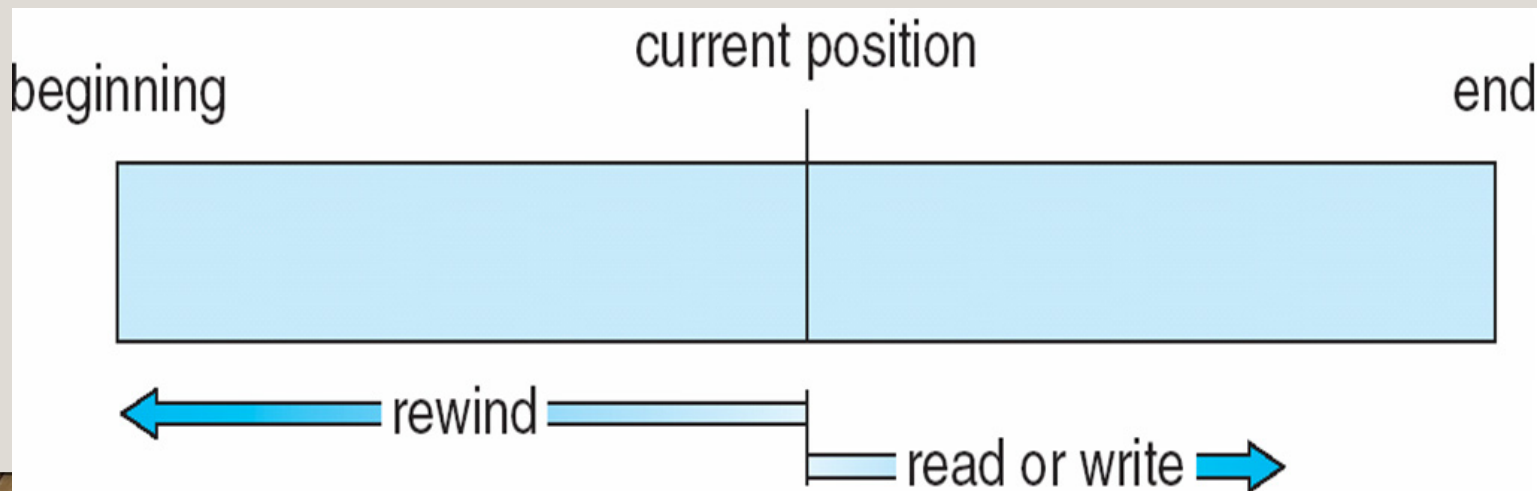 current position
beginning
end
rewind
read or write